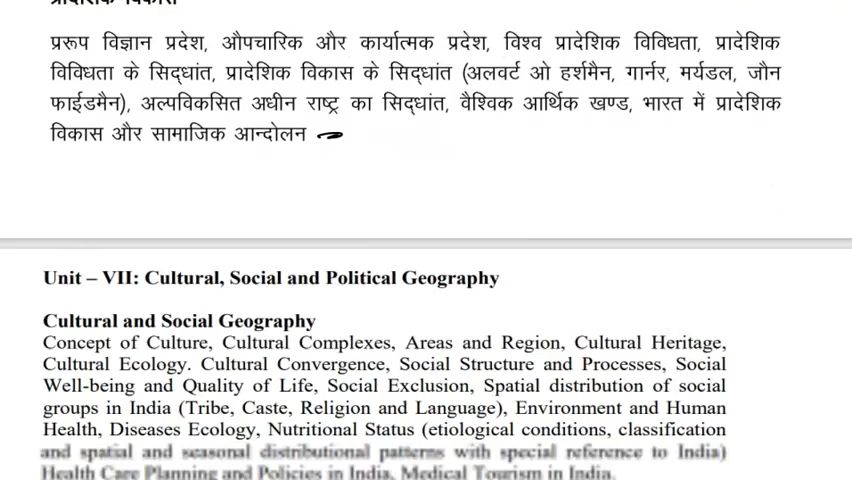 प्रादेशिक विकास
प्ररूप विज्ञान प्रदेश, औपचारिक और कार्यात्मक प्रदेश, विश्व प्रादेशिक विविधता, प्रादेशिक
विविधता के सिद्धांत, प्रादेशिक विकास के सिद्धांत (अलवर्ट ओ हर्शमैन, गार्नर, मर्यडल, जौन
फाईडमैन), अल्पविकसित अधीन राष्ट्र का सिद्धांत, वैश्विक आर्थिक खण्ड, भारत में प्रादेशिक
विकास और सामाजिक आन्दोलन
Unit – VII: Cultural, Social and Political Geography
Cultural and Social Geography
Concept of Culture, Cultural Complexes, Areas and Region, Cultural Heritage,
Cultural Ecology. Cultural Convergence, Social Structure and Processes, Social
Well-being and Quality of Life, Social Exclusion, Spatial distribution of social
groups in India (Tribe, Caste, Religion and Language), Environment and Human
Health, Diseases Ecology, Nutritional Status (etiological conditions, classification
and spatial and seasonal distributional patterns with special reference to India)
Health Care Planning and Policies in India, Medical Tourism in India.